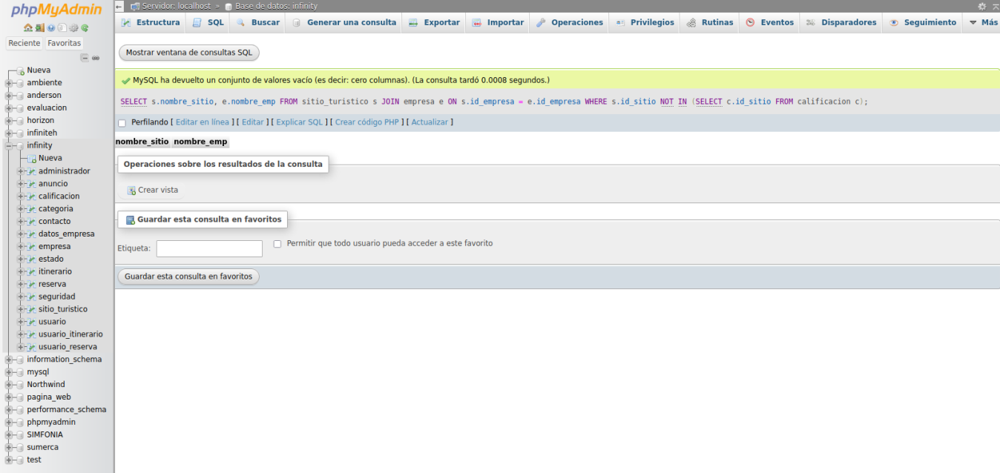 phpMyAdmin
Reciente Favoritas
Nueva
ambiente
anderson
evaluacion
horizon
infiniteh
infinity
Nueva
administrador
anuncio
calificacion
categoria
contacto
datos_empresa
empresa
estado
itinerario
reserva
seguridad
sitio_turistico
usuario
usuario_itinerario
usuario_reserva
information_schema
mysql
Northwind
pagina_web
performance_schema
phpmyadmin
SIMFONIA
sumerca
test
Servidor: localhost » Base de datos: infinity
Estructura SQL Buscar Generar una consulta Exportar Importar Operaciones Privilegios Rutinas Eventos Disparadores Seguimiento Más
Mostrar ventana de consultas SQL
MySQL ha devuelto un conjunto de valores vacío (es decir: cero columnas). (La consulta tardó 0.0008 segundos.)
SELECT s.nombre_sitio, e.nombre_emp FROM sitio_turistico s JOIN empresa e ON s.id_empresa = e.id_empresa WHERE s.id_sitio NOT IN (SELECT c.id_sitio FROM calificacion c);
Perfilando [ Editar en línea ] [ Editar ] [ Explicar SQL ] [ Crear código PHP ] [ Actualizar ]
nombre_sitio nombre_emp
Operaciones sobre los resultados de la consulta
Crear vista
Guardar esta consulta en favoritos
Etiqueta: Permitir que todo usuario pueda acceder a este favorito
Guardar esta consulta en favoritos